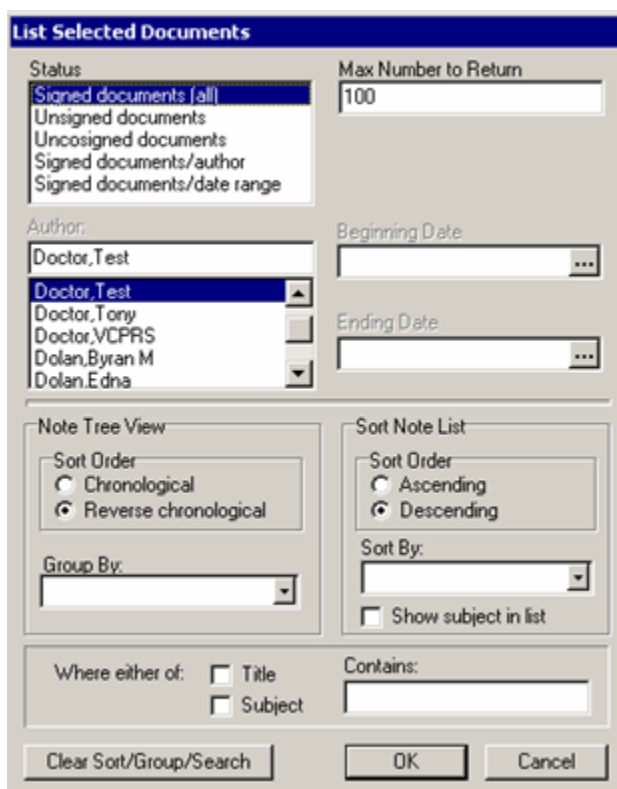 List Selected Documents
Status
Max Number to Return
Signed documents (all)
Unsigned documents
Uncosigned documents
Signed documents/author
Signed documents/date range
100
Author:
Doctor,Test
Doctor,Test
Doctor,Tony
Doctor,VCPRS
Dolan,Byran M
Dolan,Edna
Beginning Date
...
Ending Date
...
Note Tree View
Sort Order
Chronological
Reverse chronological
Group By:
Sort Note List
Sort Order
Ascending
Descending
Sort By:
Show subject in list
Where either of:
Title
Subject
Contains:
Clear Sort/Group/Search
OK
Cancel